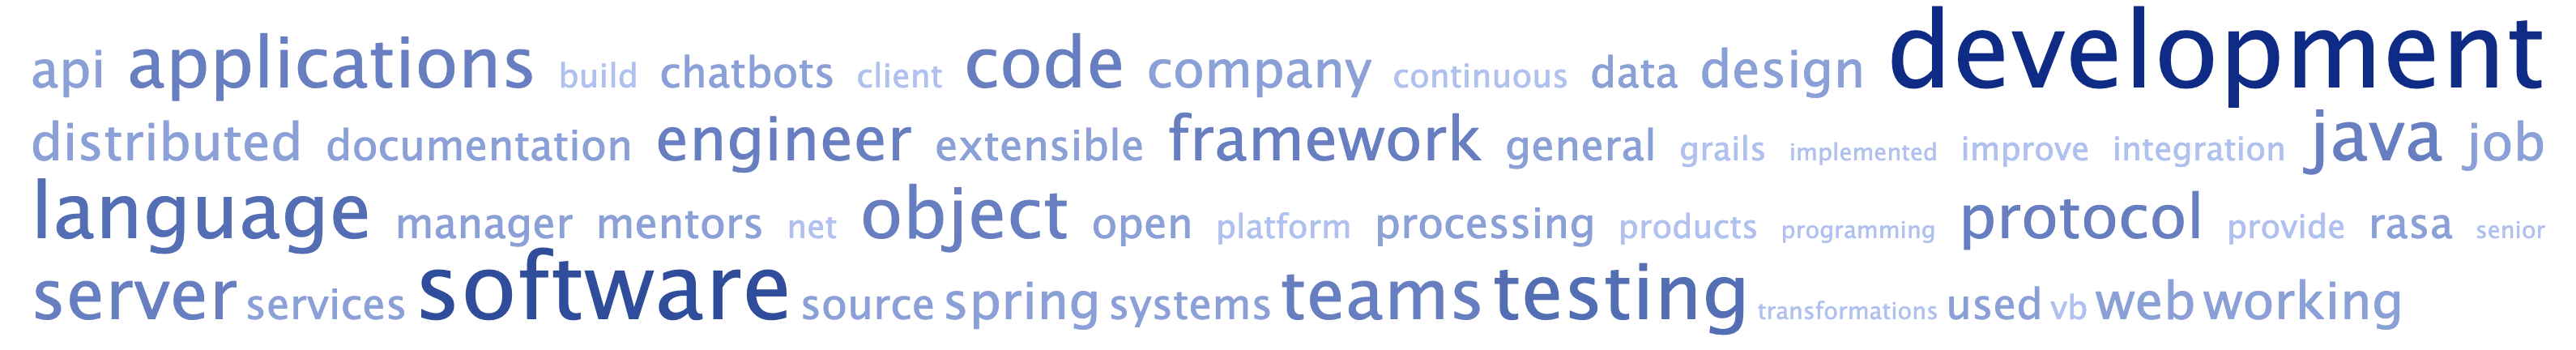 api applications build chatbots client code company continuous data design development
distributed documentation engineer extensible framework general grails implemented improve integration java job
language manager mentors net object open platform processing products programming protocol provide rasa senior
server services software source spring systems teams testing transformations used vb web working